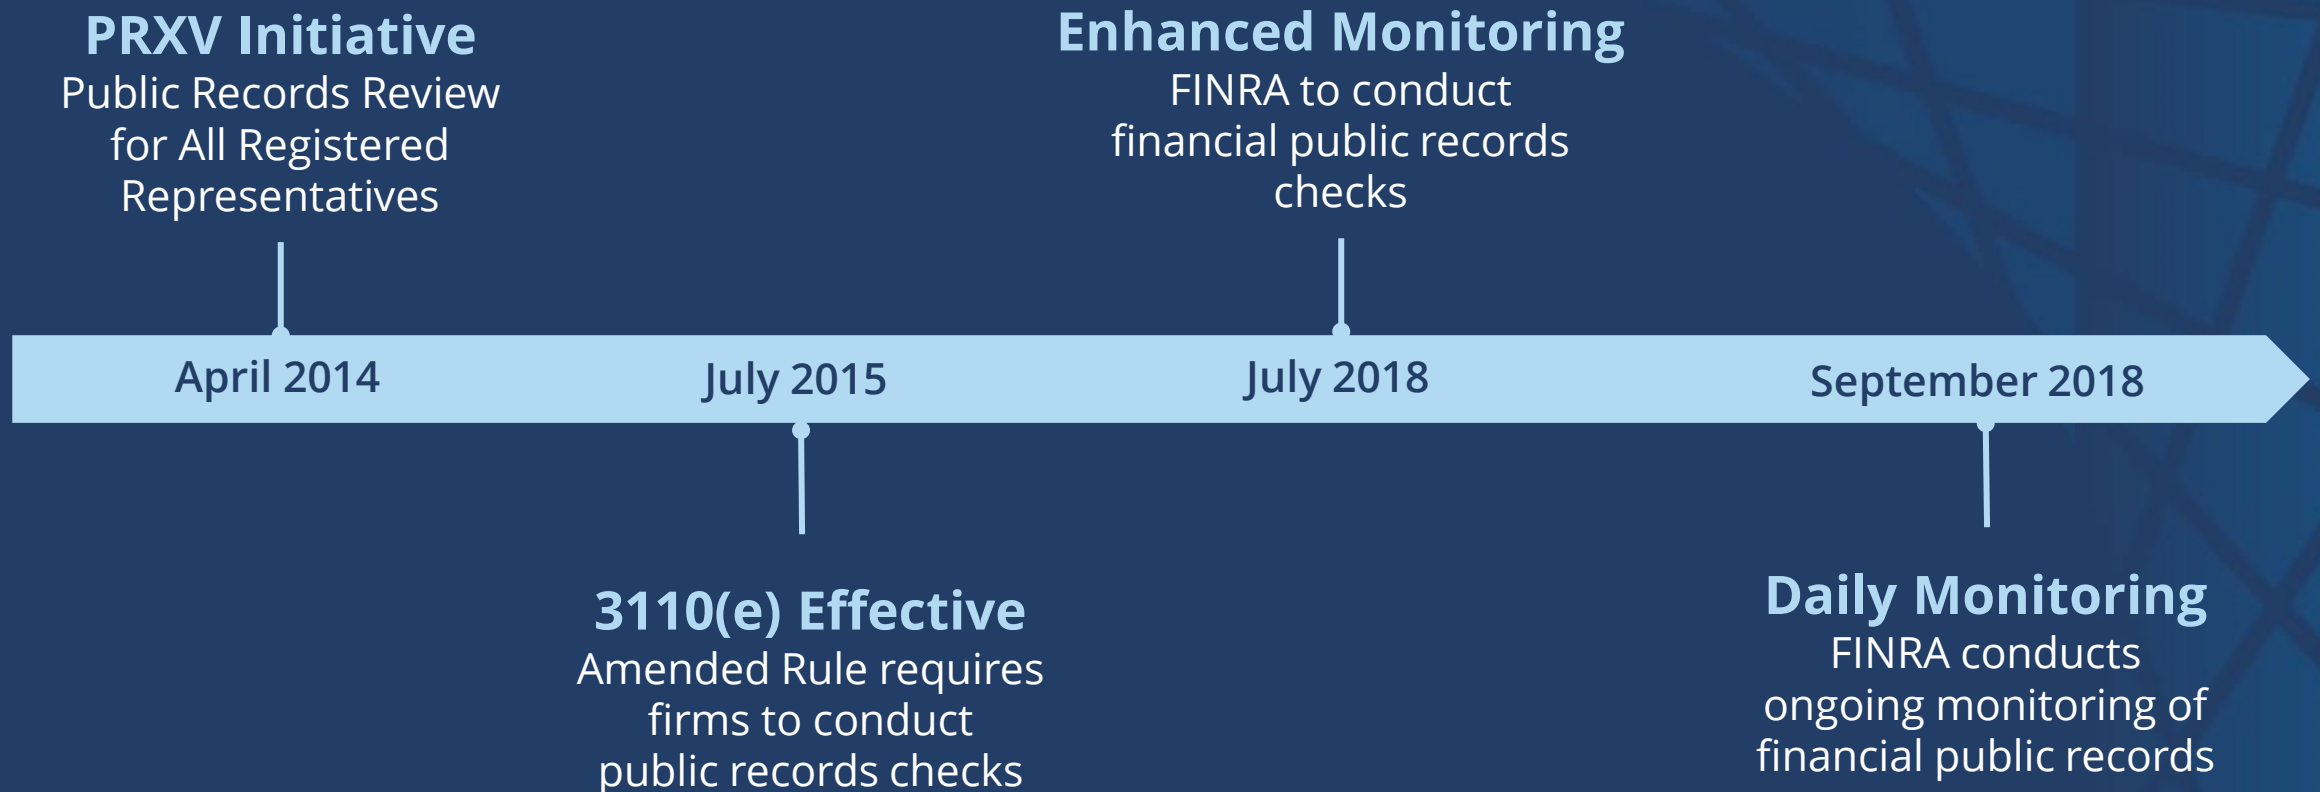 PRXV Initiative
Public Records Review
for All Registered
Representatives
Enhanced Monitoring
FINRA to conduct
financial public records
checks
April 2014
July 2015
July 2018
September 2018
3110(e) Effective
Amended Rule requires
firms to conduct
public records checks
Daily Monitoring
FINRA conducts
ongoing monitoring of
financial public records